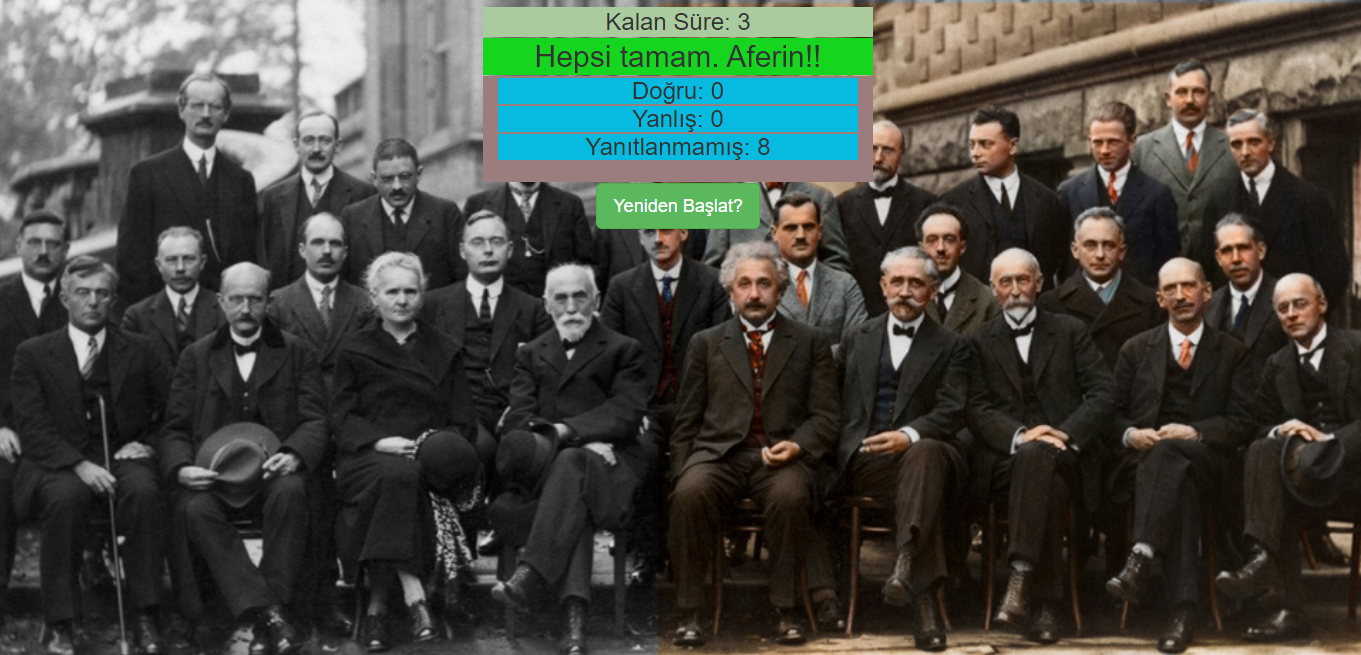 Kalan Süre: 3
Hepsi tamam. Aferin!!
Doğru: 0
Yanlış: 0
Yanıtlanmamış: 8
Yeniden Başlat?